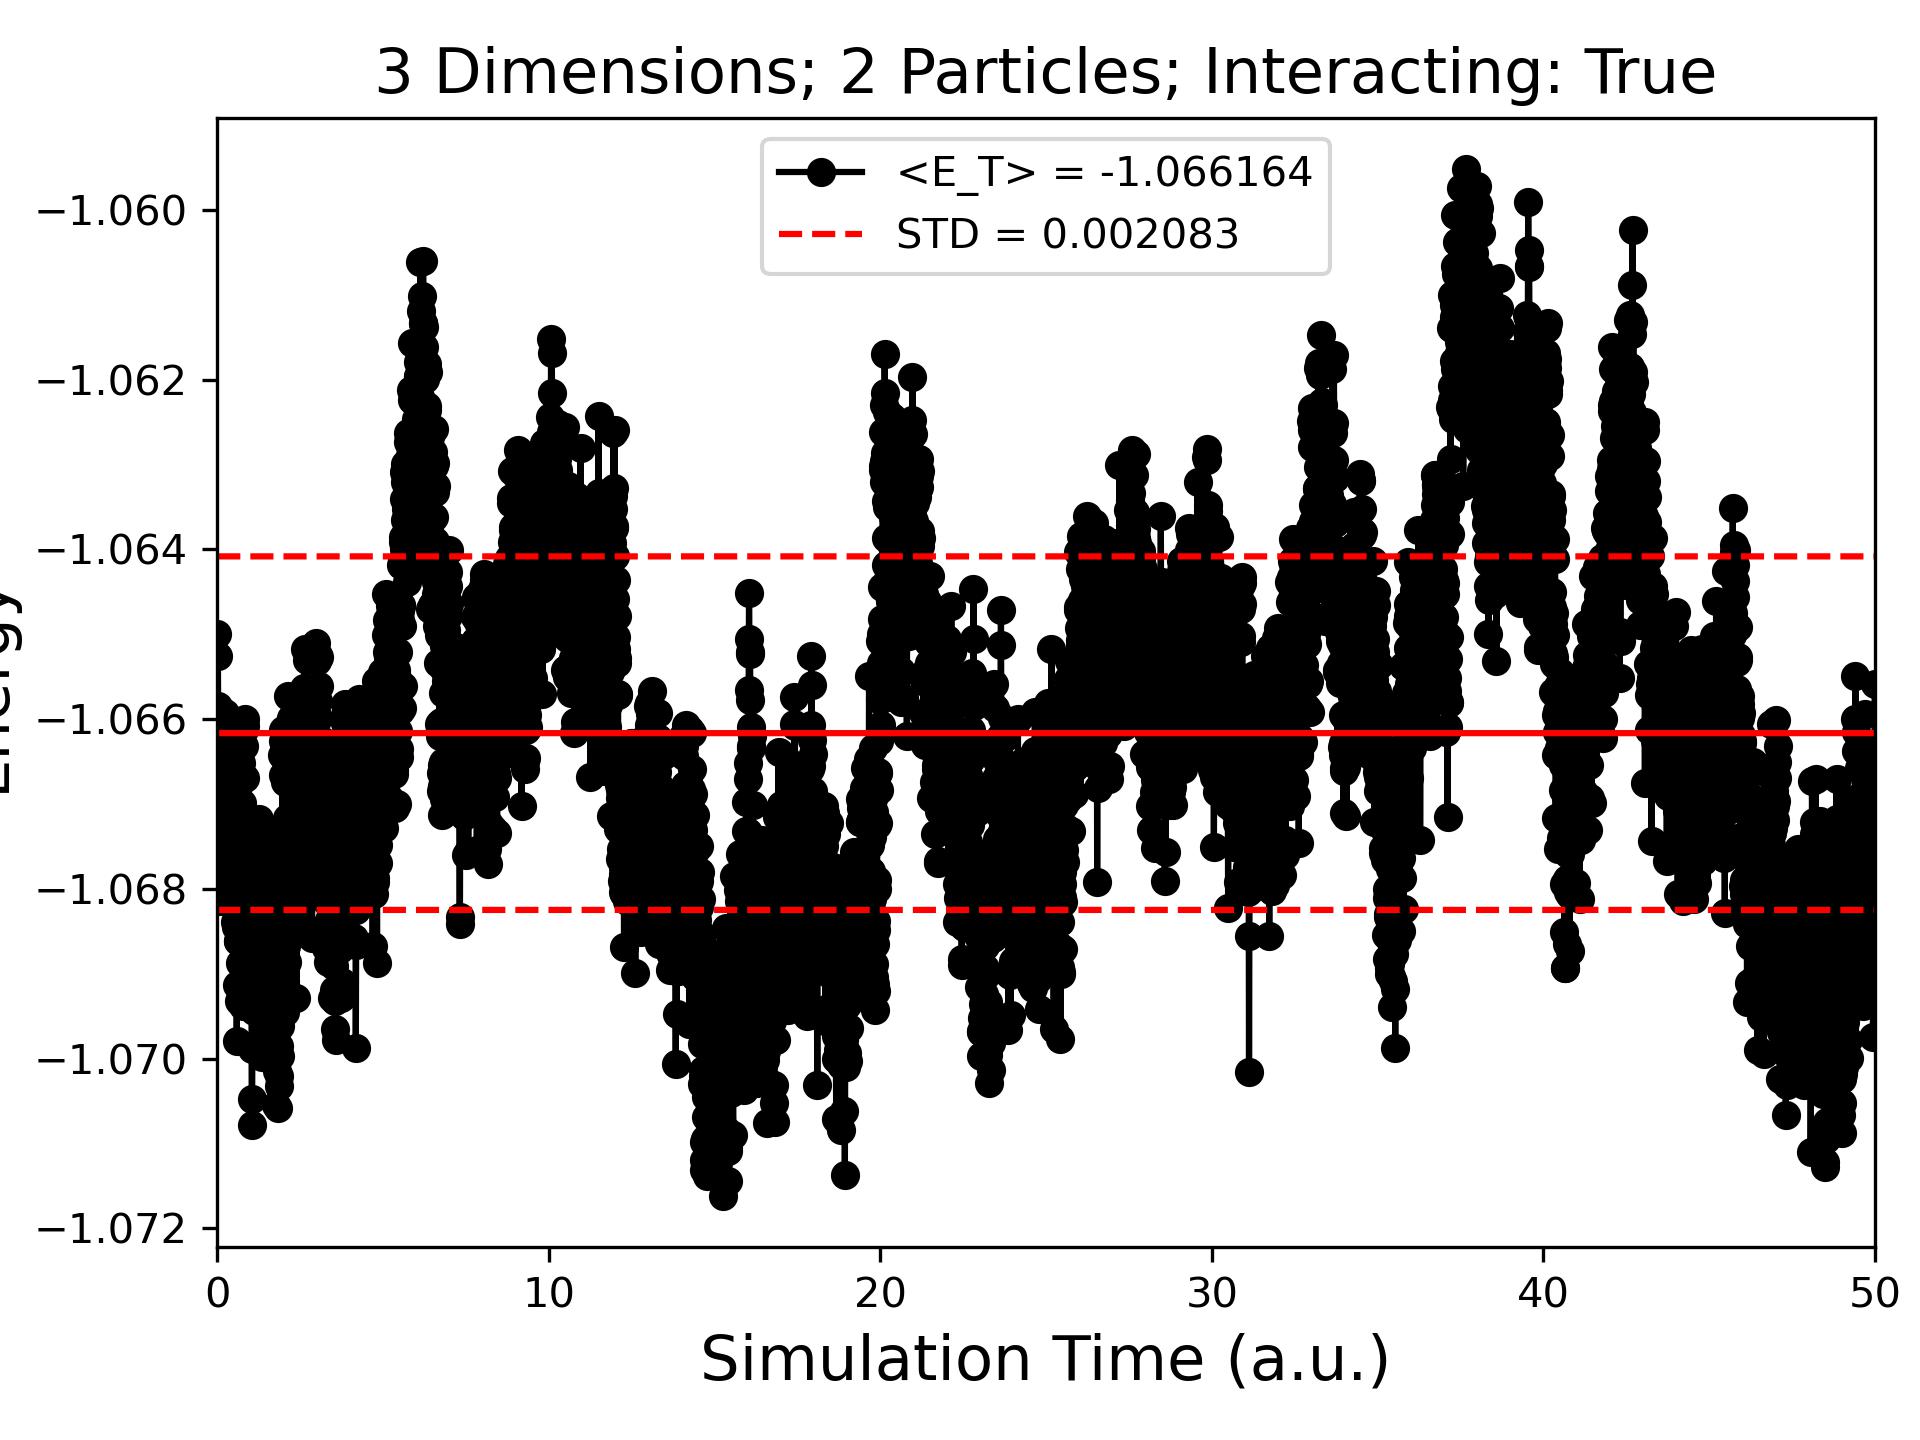 3 Dimensions; 2 Particles; Interacting: True
<E_T> = -1.066164
STD = 0.002083
−1.060
−1.062
−1.064
−1.066
−1.068
−1.070
−1.072
Energy
0 10 20 30 40 50
Simulation Time (a.u.)